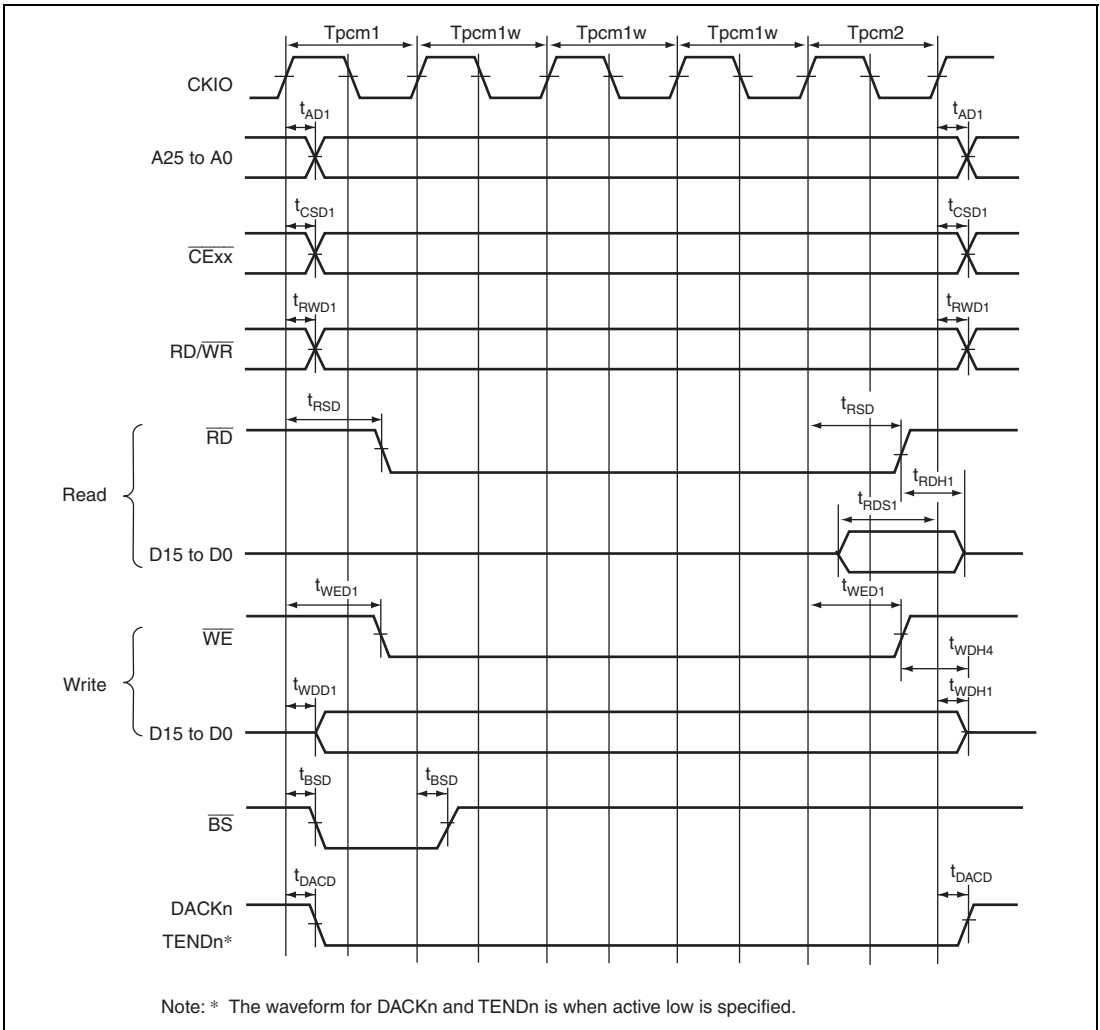 Tpcm1 Tpcm1w Tpcm1w Tpcm1w Tpcm2
CKIO
tAD1 tAD1
A25 to A0
tCSD1 tCSD1
CExx
tRWD1 tRWD1
RD/WR
tRSD tRSD
RD
Read
tRDH1
tRDS1
D15 to D0
tWED1 tWED1
WE
Write
tWDH4
tWDD1 tWDH1
D15 to D0
tBSD tBSD
BS
tDACD tDACD
DACKn
TENDn*
Note: * The waveform for DACKn and TENDn is when active low is specified.